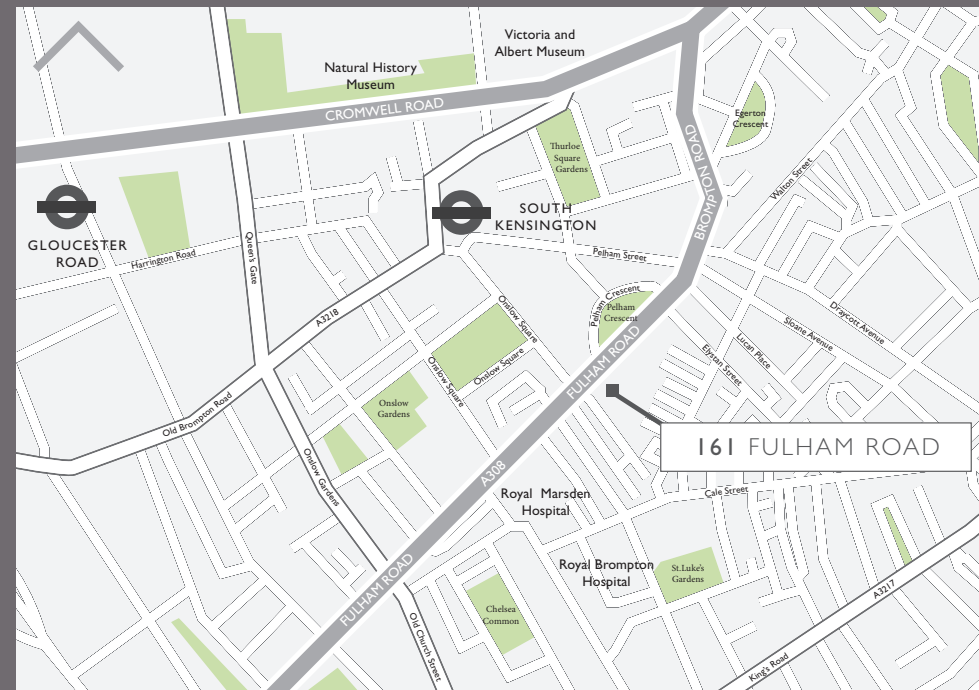 Victoria and
Albert Museum
Natural History
Museum
CROMWELL ROAD
Egerton
Crescent
Thurloe
Square
Gardens
BROMPTON ROAD
Walton Street
SOUTH
KENSINGTON
GLOUCESTER
ROAD
Harrington Road
Queen's Gate
Pelham Street
Pelham Crescent
Pelham
Crescent
Onslow Square
A3218
Draycott Avenue
Sloane Avenue
Lucan Place
Elystan Street
FULHAM ROAD
Onslow Square
Onslow Square
Onslow
Gardens
Old Brompton Road
161 FULHAM ROAD
Onslow Gardens
A308
Royal Marsden
Hospital
Cale Street
Royal Brompton
Hospital
St.Luke's
Gardens
FULHAM ROAD
A3217
Chelsea
Common
Old Church Street
King's Road